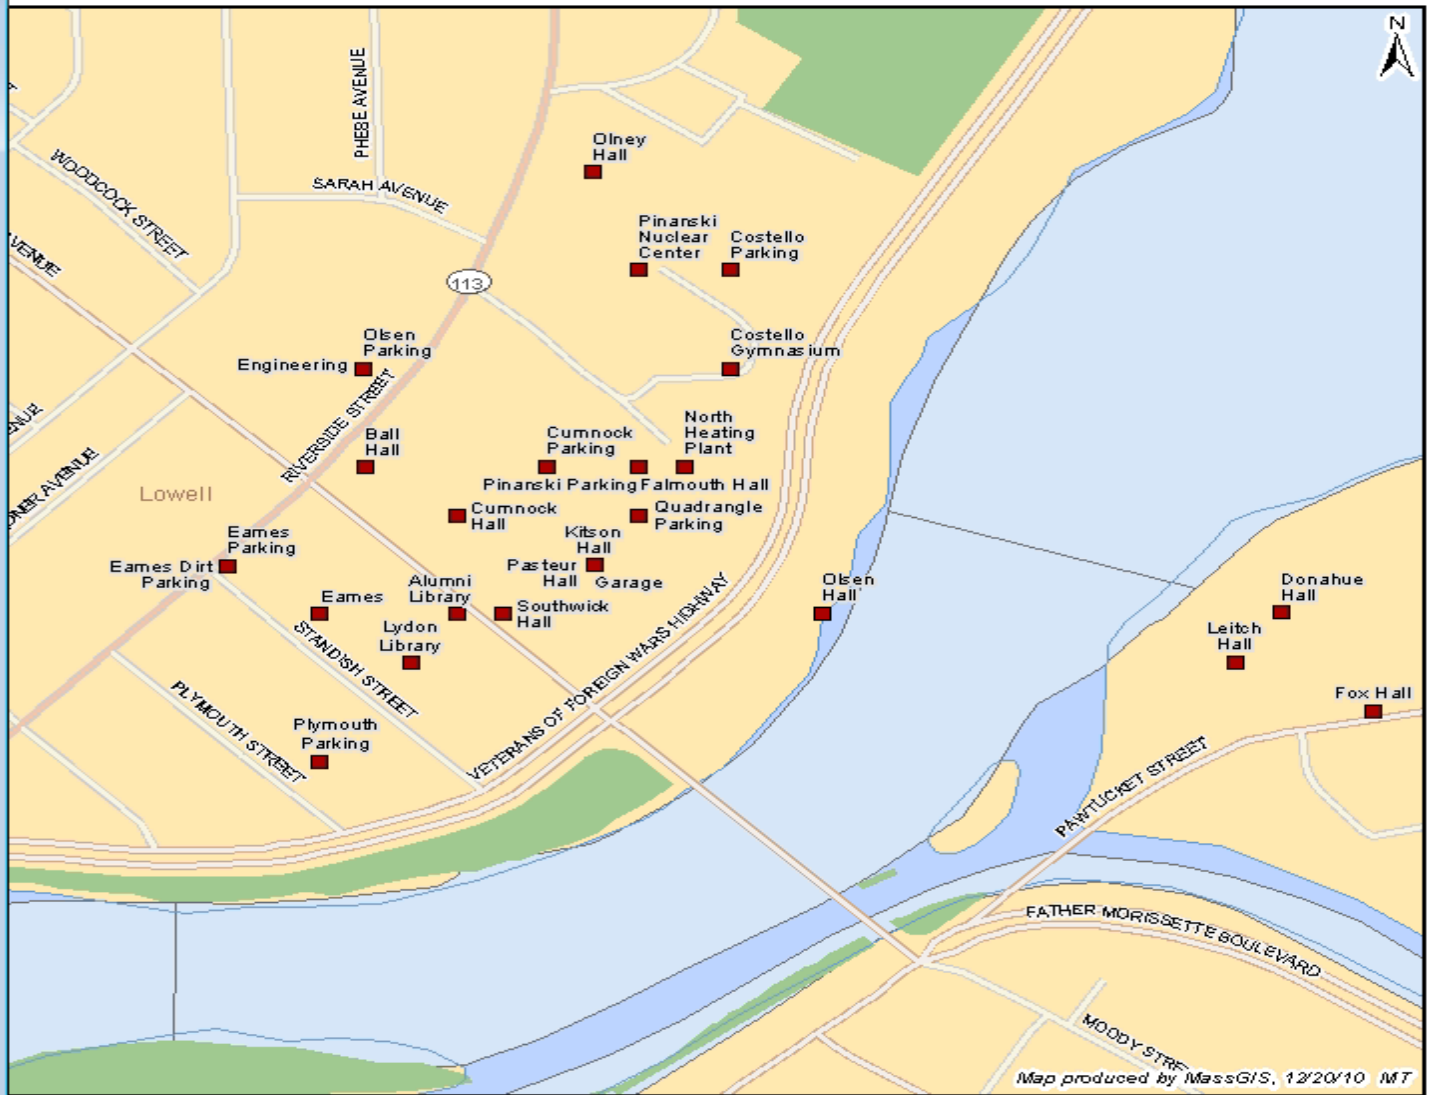 N
PHEBE AVENUE
Olney
Hall
WOODCOCK STREET
SARAH AVENUE
AVENUE
Pinanski
Nuclear
Center
Costello
Parking
113
Olsen
Parking
Engineering
Costello
Gymnasium
RIVERSIDE STREET
Ball
Hall
Cumnock
Parking
North
Heating
Plant
Pinanski Parking
Falmouth Hall
Lowell
Cumnock
Hall
Quadrangle
Parking
Eames
Parking
Eames Dirt
Parking
Kitson
Hall
Pasteur
Hall
Garage
Alumni
Library
Eames
Southwick
Hall
Lydon
Library
Olsen
Hall
Donahue
Hall
Leitch
Hall
Fox Hall
STANDISH STREET
PLYMOUTH STREET
Plymouth
Parking
VETERANS OF FOREIGN WARS HIGHWAY
PAWTUCKET STREET
FATHER MORISSETTE BOULEVARD
MOODY STRE
Map produced by MassGIS, 12/20/10 MT